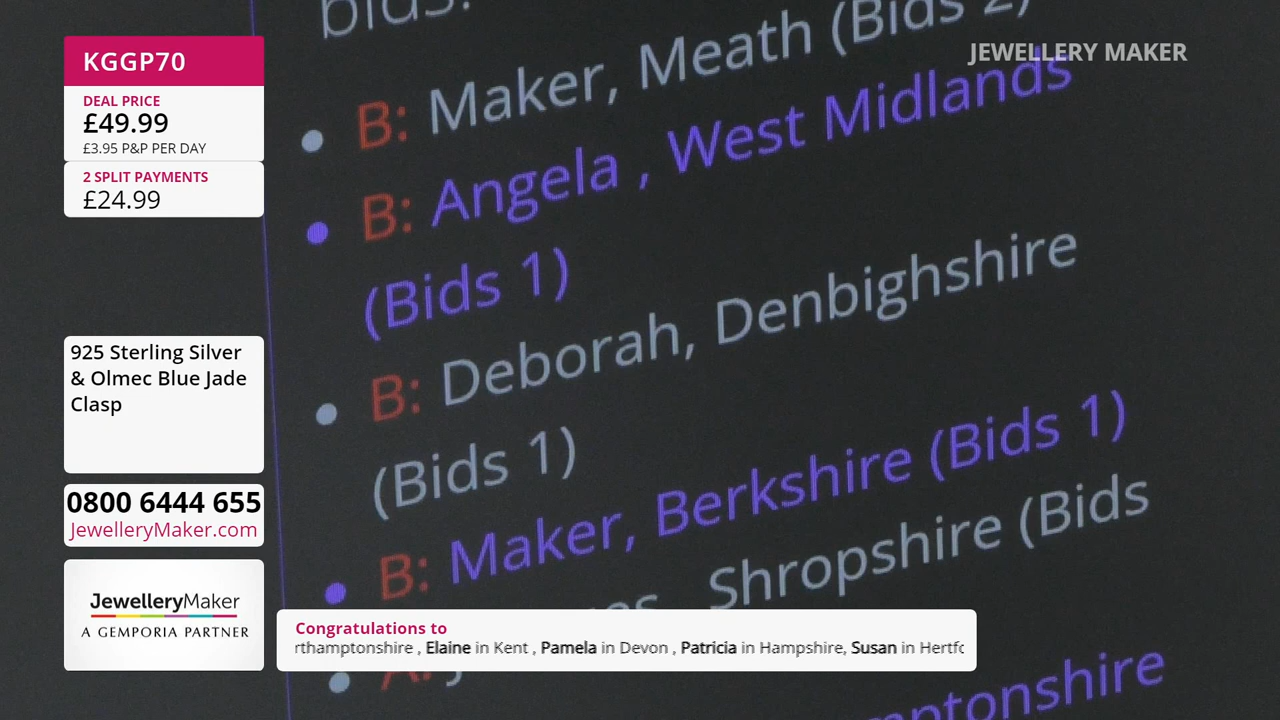 KGGP70
DEAL PRICE
£49.99
£3.95 P&P PER DAY
2 SPLIT PAYMENTS
£24.99
925 Sterling Silver
& Olmec Blue Jade
Clasp
0800 6444 655
JewelleryMaker.com
JewelleryMaker
A GEMPORIA PARTNER
JEWELLERY MAKER
bids.
B: Maker, Meath (Bids 2)
B: Angela , West Midlands
(Bids 1)
B: Deborah, Denbighshire
(Bids 1)
B: Maker, Berkshire (Bids 1)
Shropshire (Bids
Congratulations to
rthamptonshire , Elaine in Kent , Pamela in Devon , Patricia in Hampshire, Susan in Hertfo